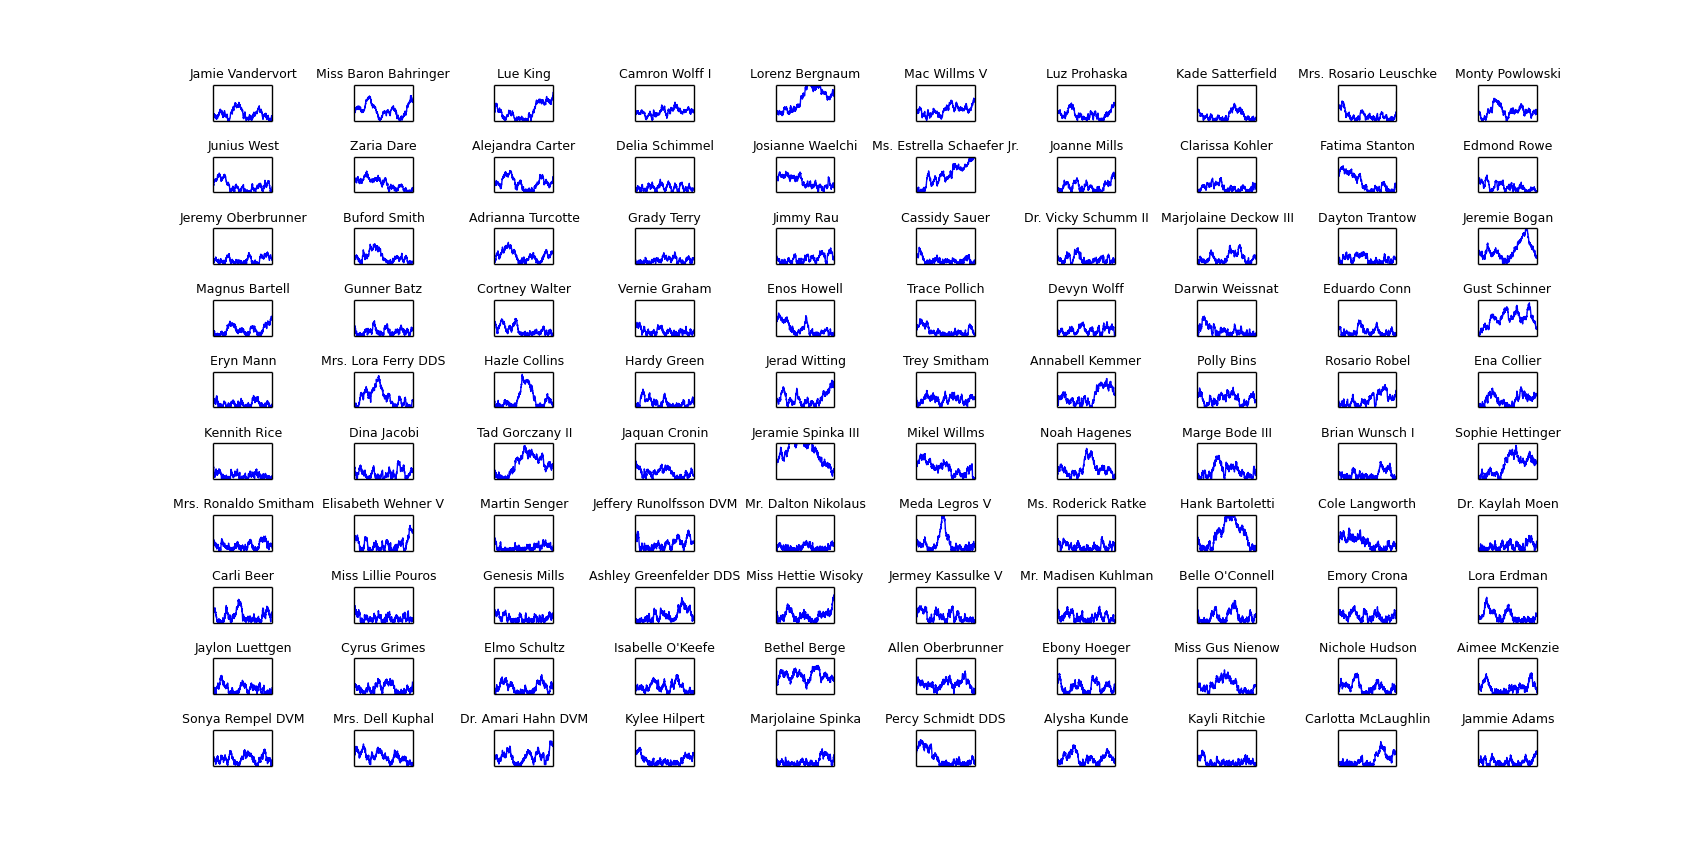 Jamie Vandervort Miss Baron Bahringer Lue King Camron Wolff I Lorenz Bergnaum Mac Willms V Luz Prohaska Kade Satterfield Mrs. Rosario Leuschke Monty Powlowski
Junius West Zaria Dare Alejandra Carter Delia Schimmel Josianne Waelchi Ms. Estrella Schaefer Jr. Joanne Mills Clarissa Kohler Fatima Stanton Edmond Rowe
Jeremy Oberbrunner Buford Smith Adrianna Turcotte Grady Terry Jimmy Rau Cassidy Sauer Dr. Vicky Schumm II Marjolaine Deckow III Dayton Trantow Jeremie Bogan
Magnus Bartell Gunner Batz Cortney Walter Vernie Graham Enos Howell Trace Pollich Devyn Wolff Darwin Weissnat Eduardo Conn Gust Schinner
Eryn Mann Mrs. Lora Ferry DDS Hazle Collins Hardy Green Jerad Witting Trey Smitham Annabell Kemmer Polly Bins Rosario Robel Ena Collier
Kennith Rice Dina Jacobi Tad Gorczany II Jaquan Cronin Jeramie Spinka III Mikel Willms Noah Hagenes Marge Bode III Brian Wunsch I Sophie Hettinger
Mrs. Ronaldo Smitham Elisabeth Wehner V Martin Senger Jeffery Runolfsson DVM Mr. Dalton Nikolaus Meda Legros V Ms. Roderick Ratke Hank Bartoletti Cole Langworth Dr. Kaylah Moen
Carli Beer Miss Lillie Pouros Genesis Mills Ashley Greenfelder DDS Miss Hettie Wisoky Jermey Kassulke V Mr. Madisen Kuhlman Belle O'Connell Emory Crona Lora Erdman
Jaylon Luettgen Cyrus Grimes Elmo Schultz Isabelle O'Keefe Bethel Berge Allen Oberbrunner Ebony Hoeger Miss Gus Nienow Nichole Hudson Aimee McKenzie
Sonya Rempel DVM Mrs. Dell Kuphal Dr. Amari Hahn DVM Kylee Hilpert Marjolaine Spinka Percy Schmidt DDS Alysha Kunde Kayli Ritchie Carlotta McLaughlin Jammie Adams